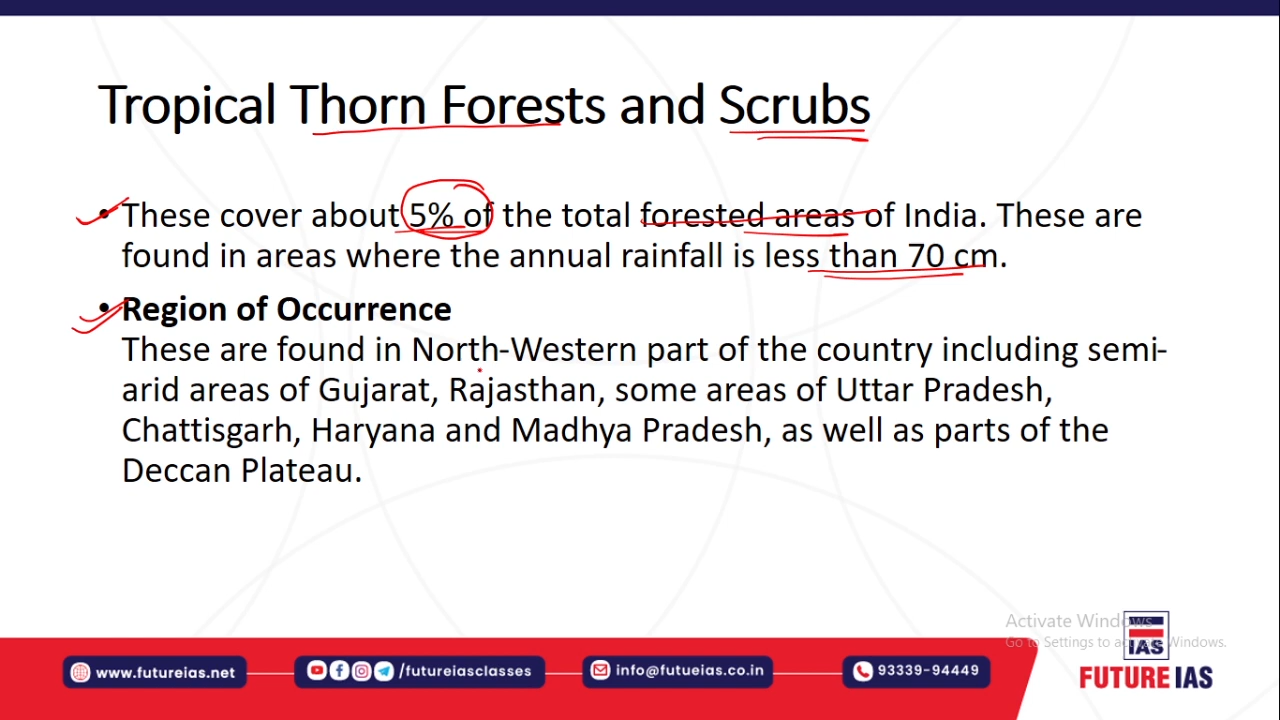 Tropical Thorn Forests and Scrubs
• These cover about 5% of the total forested areas of India. These are
found in areas where the annual rainfall is less than 70 cm.
• Region of Occurrence
These are found in North-Western part of the country including semi-
arid areas of Gujarat, Rajasthan, some areas of Uttar Pradesh,
Chattisgarh, Haryana and Madhya Pradesh, as well as parts of the
Deccan Plateau.
Activate Windows
Go to Settings to activate Windows.
IAS
FUTURE IAS
www.futureias.net
/futureiasclasses
info@futueias.co.in
93339-94449